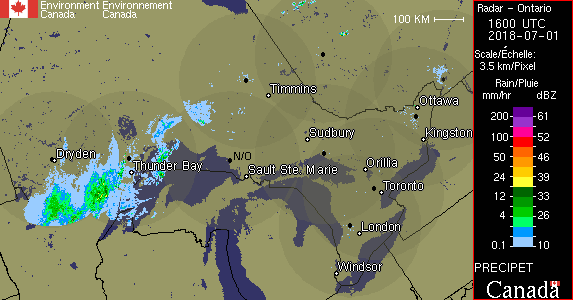 Environment Environnement
Canada Canada
100 KM
Timmins
Ottawa
Sudbury
Kingston
N/O
Dryden
Thunder Bay
Sault Ste. Marie
Orillia
Toronto
London
Windsor
Radar - Ontario
1600 UTC
2018-07-01
Scale/Échelle:
3.5 km/Pixel
Rain/Pluie
mm/hr dBZ
200 61
100 52
50 46
24 39
12 33
4 26
0.1 10
PRECIPET
Canada